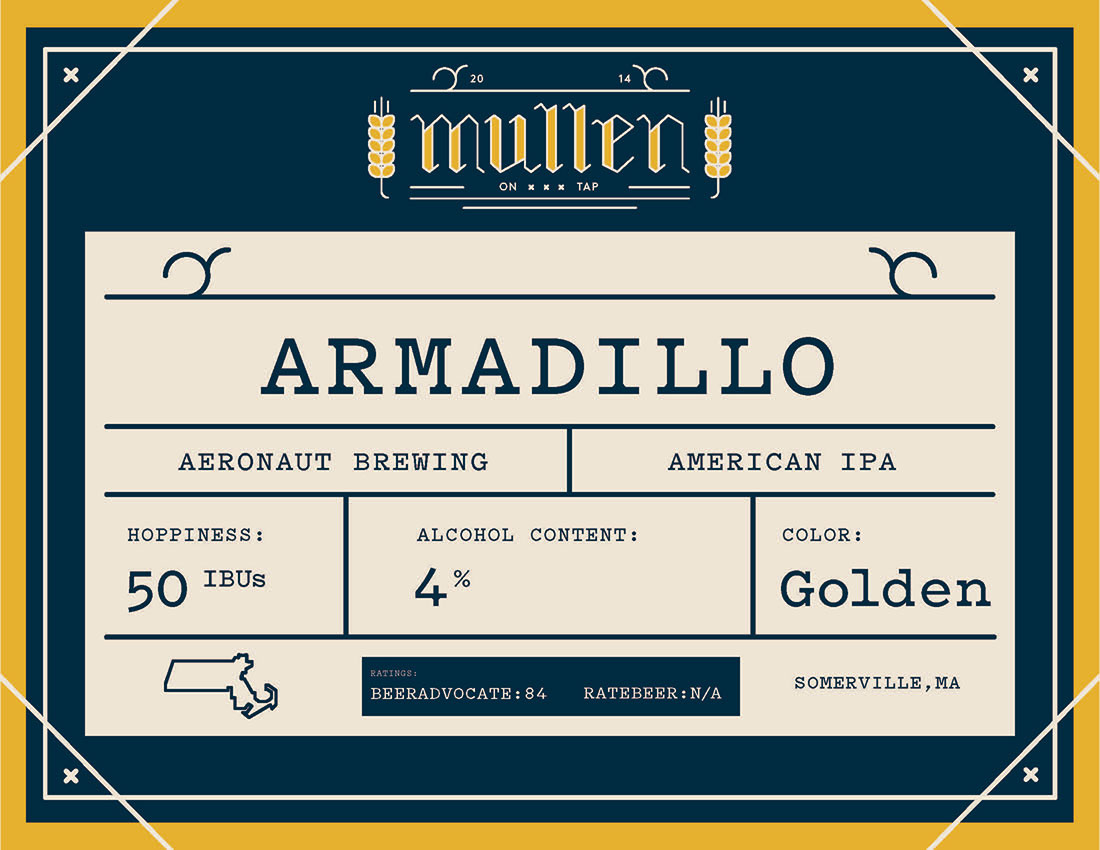 20 14
mullen
ON x x x TAP
ARMADILLO
AERONAUT BREWING
AMERICAN IPA
HOPPINESS:
50 IBUs
ALCOHOL CONTENT:
4%
COLOR:
Golden
RATINGS:
BEERADVOCATE:84 RATEBEER:N/A
SOMERVILLE,MA